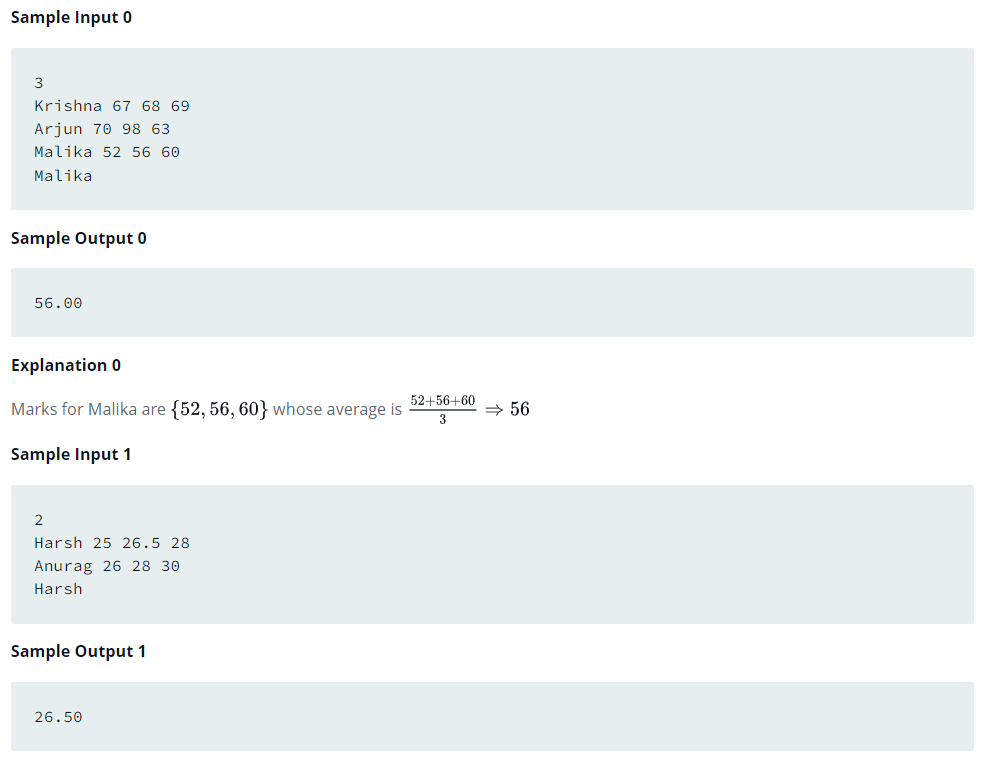 Sample Input 0
3
Krishna 67 68 69
Arjun 70 98 63
Malika 52 56 60
Malika
Sample Output 0
56.00
Explanation 0
Marks for Malika are {52, 56, 60} whose average is (52+56+60)/3 ⇒ 56
Sample Input 1
2
Harsh 25 26.5 28
Anurag 26 28 30
Harsh
Sample Output 1
26.50